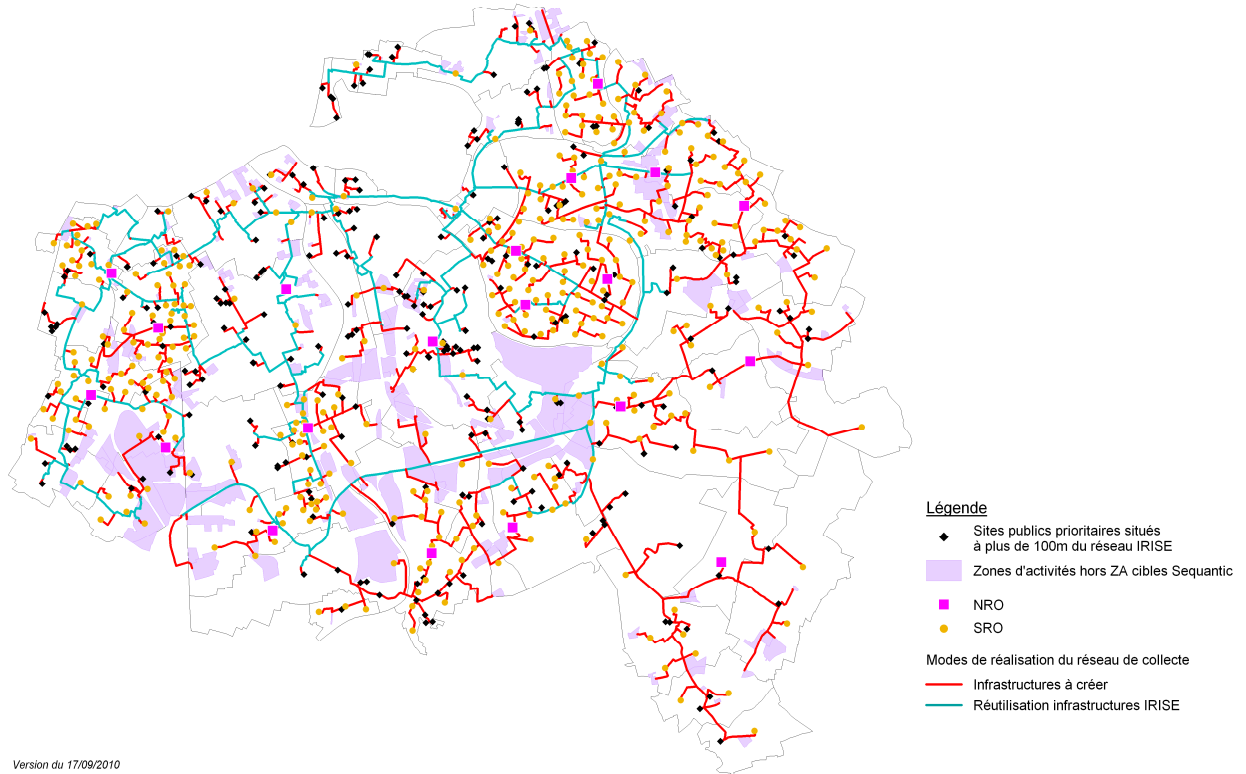 Légende
Sites publics prioritaires situés
à plus de 100m du réseau IRISE
Zones d'activités hors ZA cibles Sequantic
NRO
SRO
Modes de réalisation du réseau de collecte
Infrastructures à créer
Réutilisation infrastructures IRISE
Version du 17/09/2010